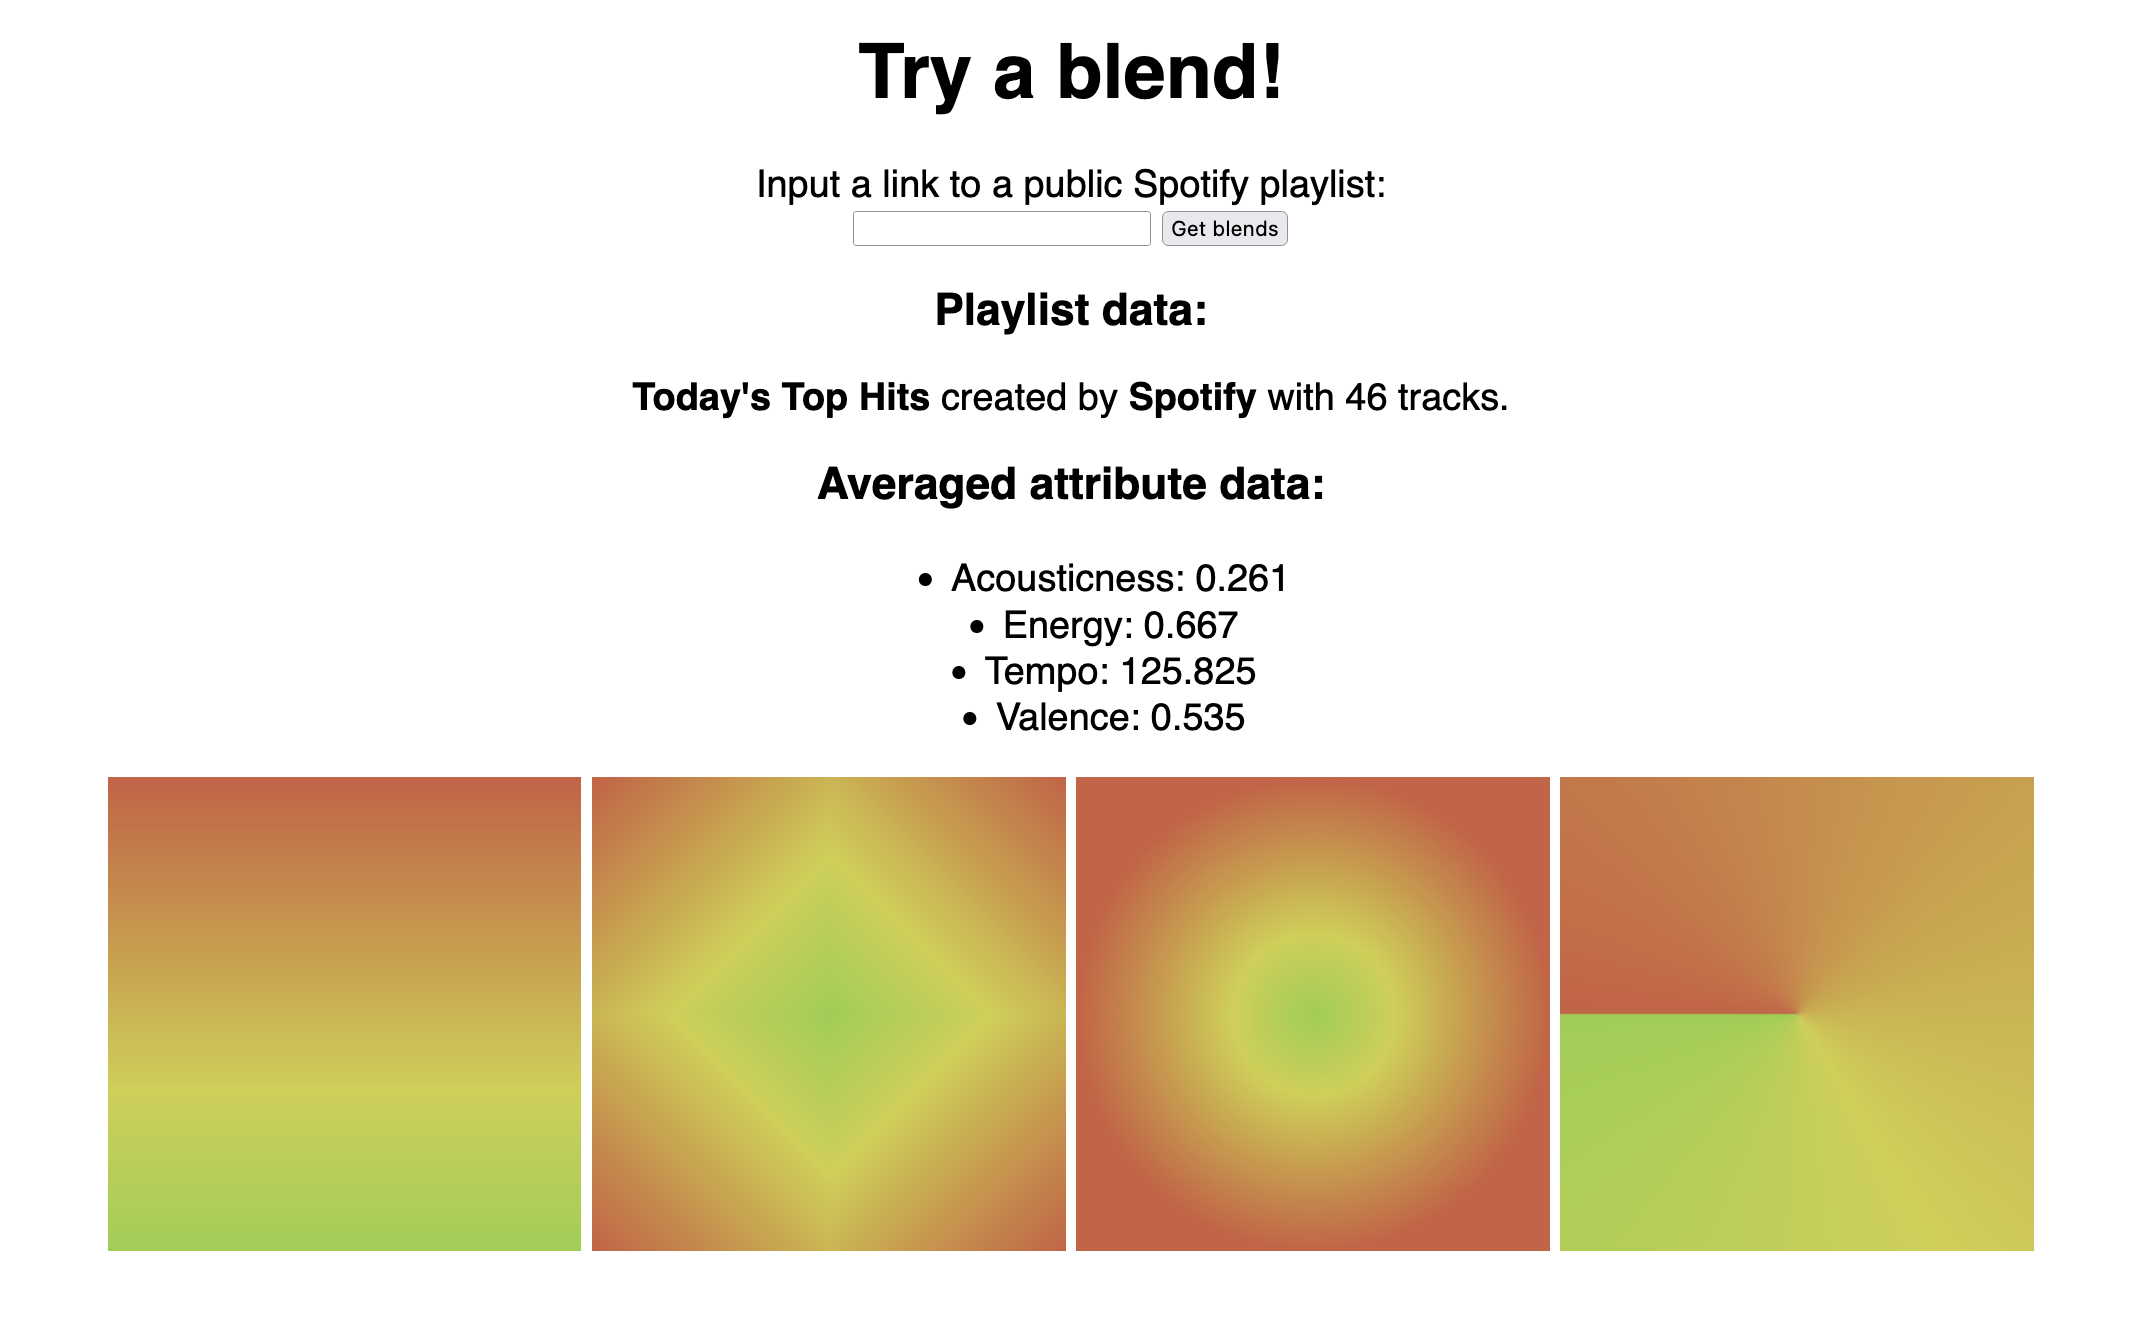 Try a blend!
Input a link to a public Spotify playlist:
Get blends
Playlist data:
Today's Top Hits created by Spotify with 46 tracks.
Averaged attribute data:
• Acousticness: 0.261
• Energy: 0.667
• Tempo: 125.825
• Valence: 0.535